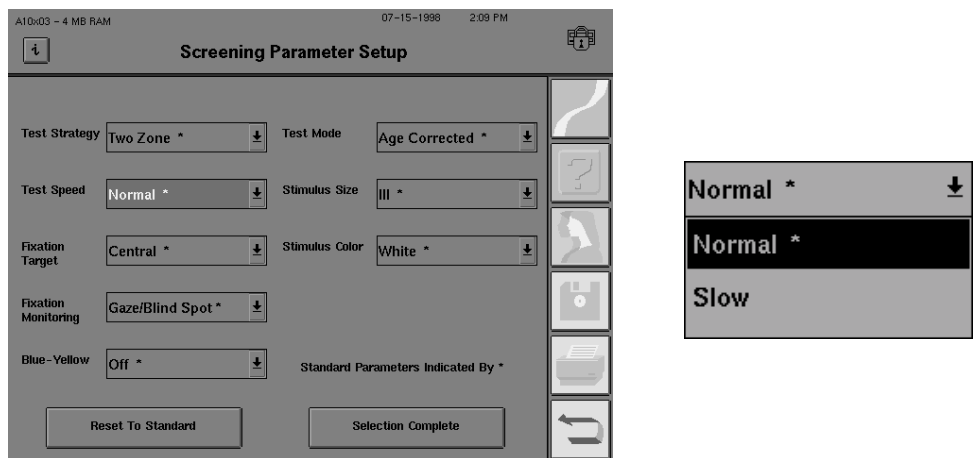 A10x03 - 4 MB RAM 07-15-1998 2:09 PM
i
Screening Parameter Setup
Test Strategy Two Zone * Test Mode Age Corrected *
Test Speed Normal * Stimulus Size III *
Fixation Target Central * Stimulus Color White *
Fixation Monitoring Gaze/Blind Spot *
Blue-Yellow Off * Standard Parameters Indicated By *
Reset To Standard Selection Complete
?
Normal *
Normal *
Slow